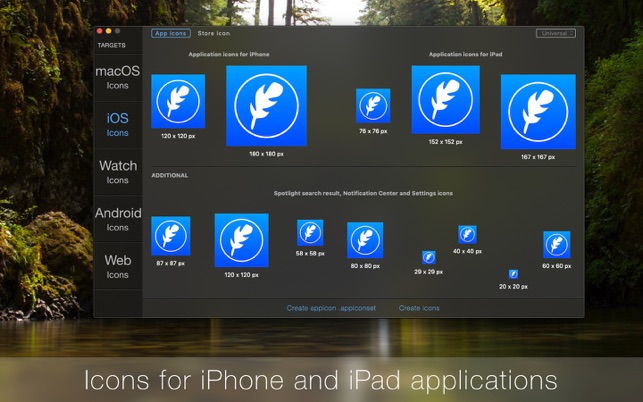 App Icons
Store Icon
Universal
TARGETS
macOS
Icons
iOS
Icons
Watch
Icons
Android
Icons
Web
Icons
Application icons for iPhone
Application icons for iPad
120 x 120 px
180 x 180 px
76 x 76 px
152 x 152 px
167 x 167 px
ADDITIONAL
Spotlight search result, Notification Center and Settings icons
87 x 87 px
120 x 120 px
58 x 58 px
80 x 80 px
29 x 29 px
40 x 40 px
20 x 20 px
60 x 60 px
Create appicon .appiconset
Create icons
Icons for iPhone and iPad applications